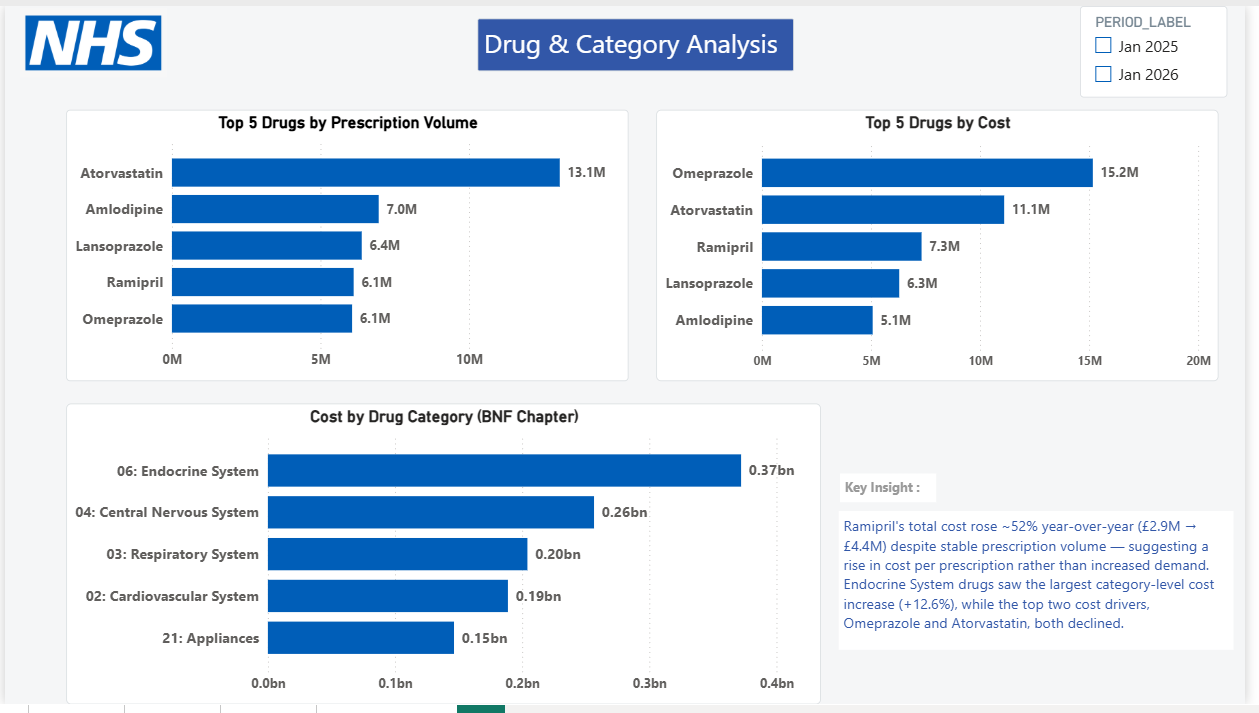 NHS
Drug & Category Analysis
PERIOD_LABEL
Jan 2025
Jan 2026
Top 5 Drugs by Prescription Volume
Atorvastatin 13.1M
Amlodipine 7.0M
Lansoprazole 6.4M
Ramipril 6.1M
Omeprazole 6.1M
0M 5M 10M
Top 5 Drugs by Cost
Omeprazole 15.2M
Atorvastatin 11.1M
Ramipril 7.3M
Lansoprazole 6.3M
Amlodipine 5.1M
0M 5M 10M 15M 20M
Cost by Drug Category (BNF Chapter)
06: Endocrine System 0.37bn
04: Central Nervous System 0.26bn
03: Respiratory System 0.20bn
02: Cardiovascular System 0.19bn
21: Appliances 0.15bn
0.0bn 0.1bn 0.2bn 0.3bn 0.4bn
Key Insight :
Ramipril's total cost rose ~52% year-over-year (£2.9M →
£4.4M) despite stable prescription volume — suggesting a
rise in cost per prescription rather than increased demand.
Endocrine System drugs saw the largest category-level cost
increase (+12.6%), while the top two cost drivers,
Omeprazole and Atorvastatin, both declined.